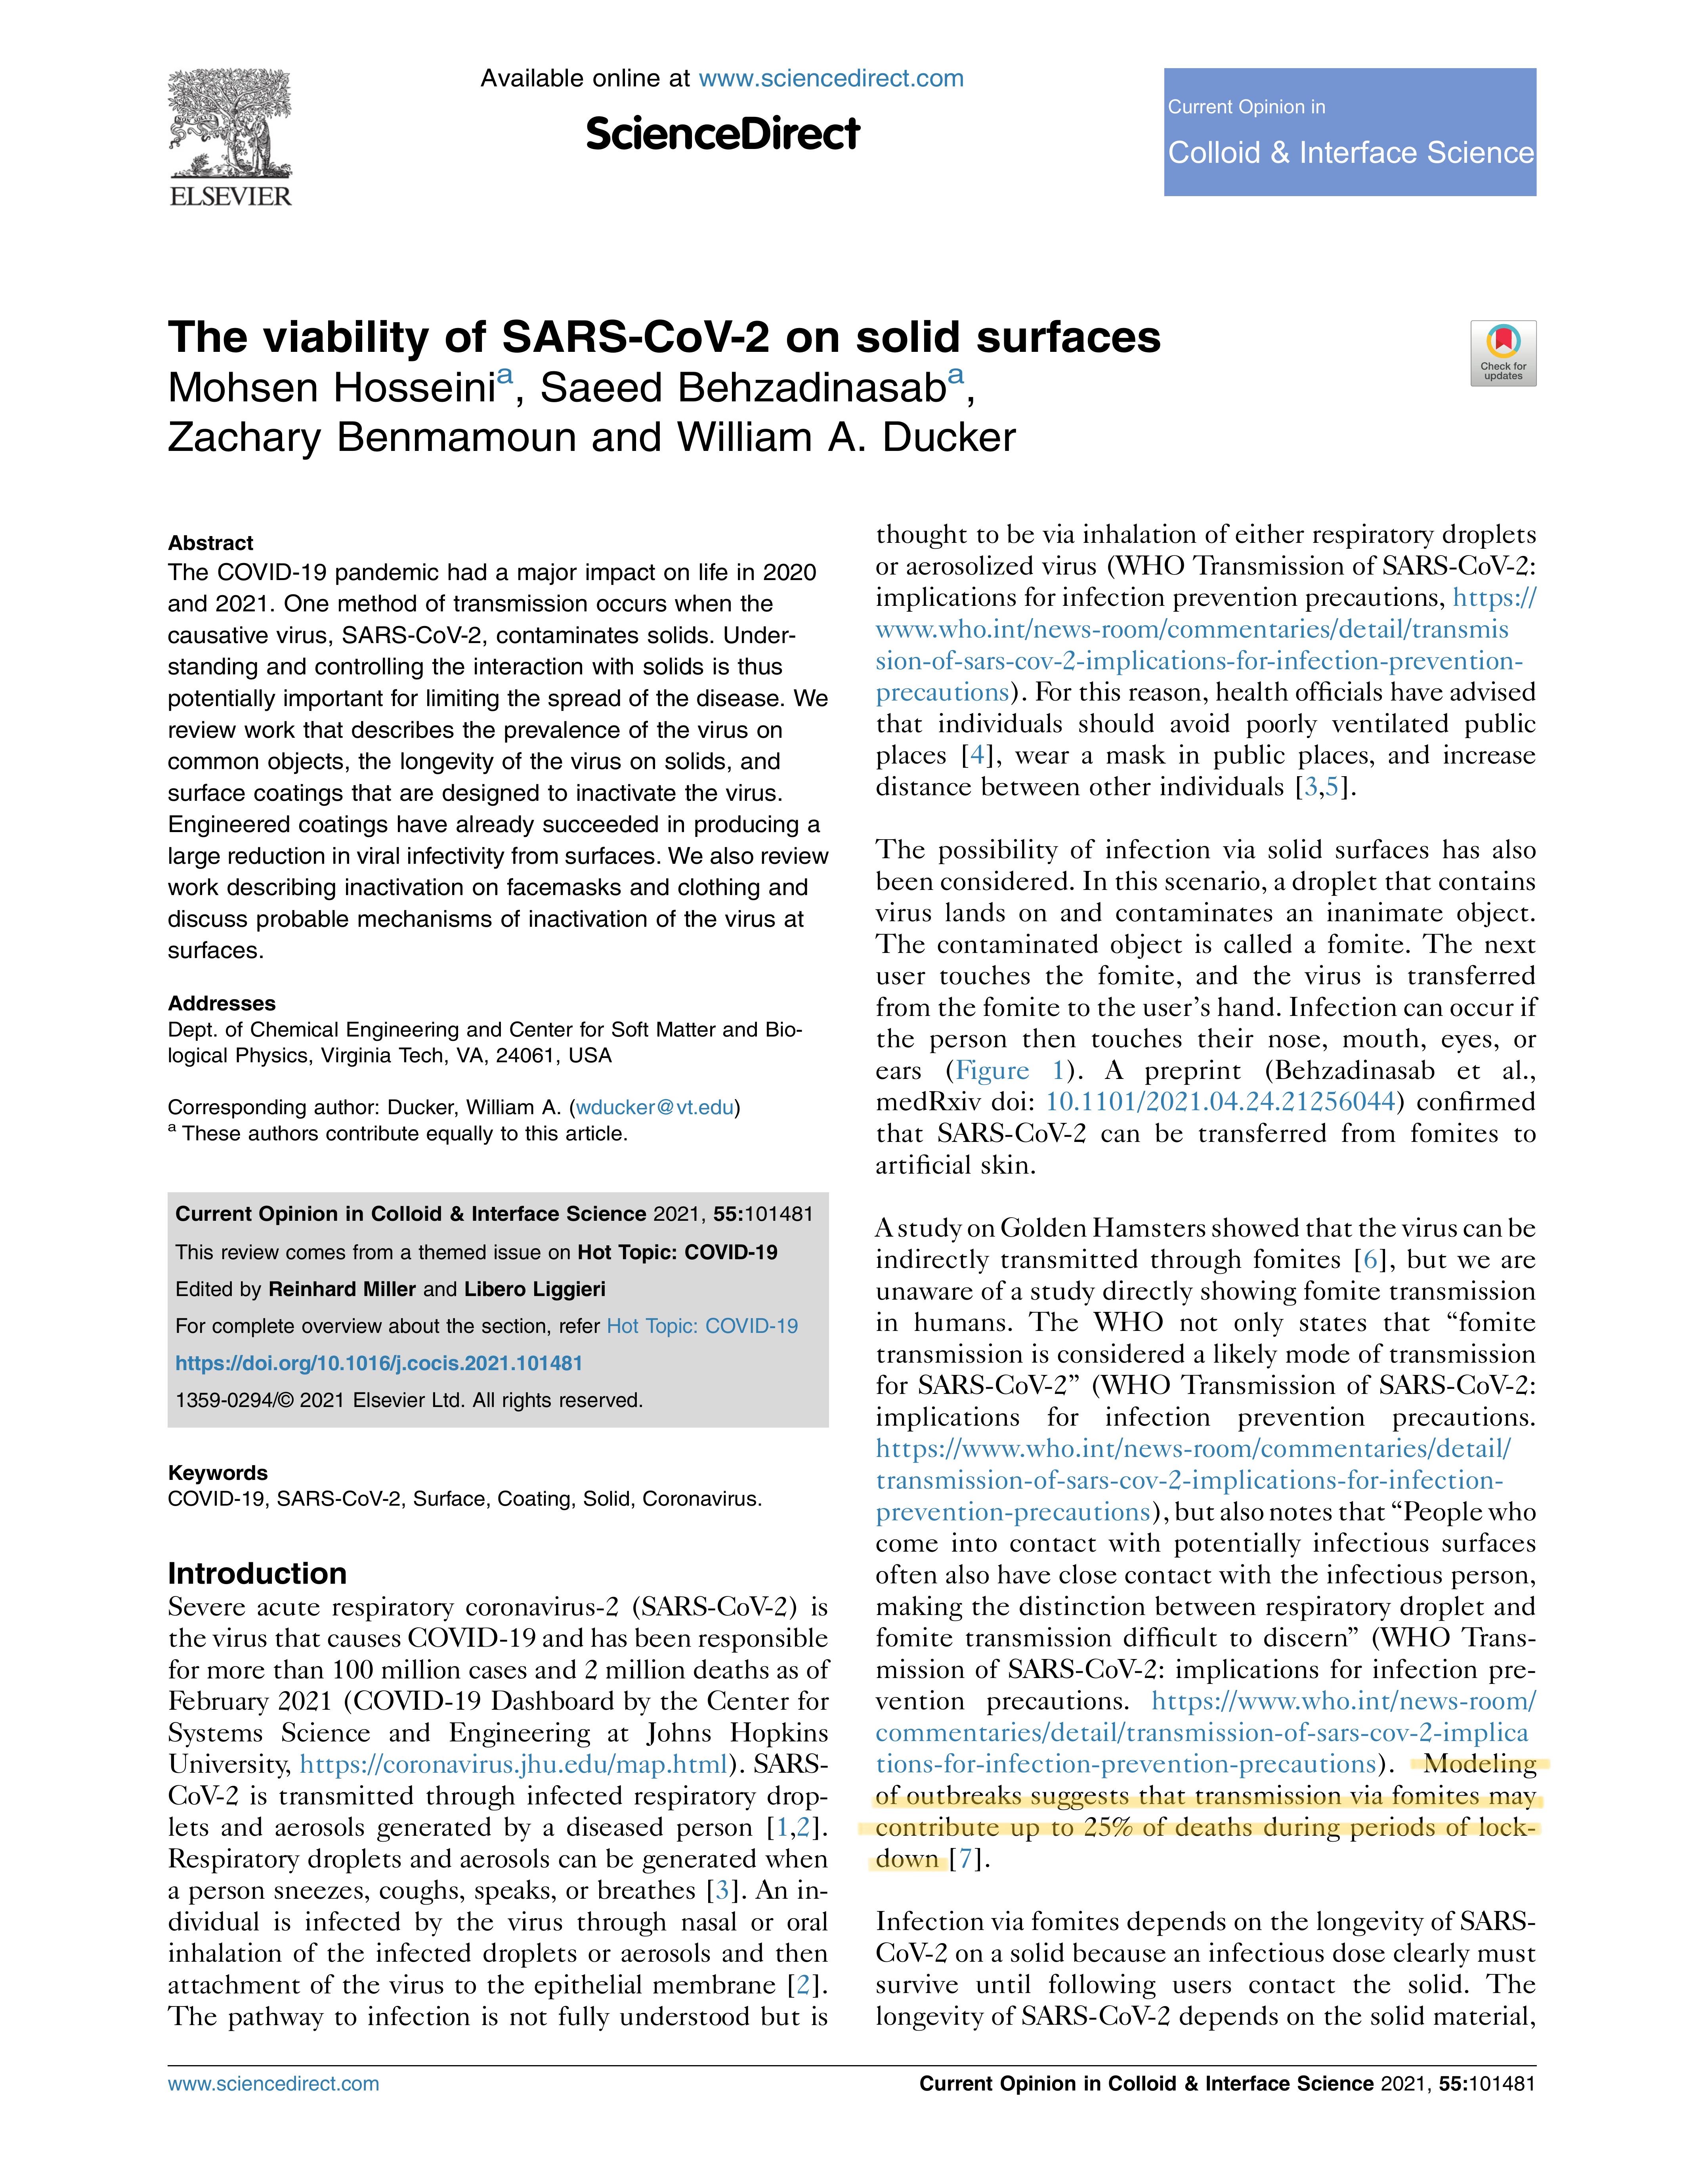 Available online at www.sciencedirect.com
ScienceDirect
ELSEVIER
Current Opinion in
Colloid & Interface Science
The viability of SARS-CoV-2 on solid surfaces
Mohsen Hosseiniᵃ, Saeed Behzadinasabᵃ,
Zachary Benmamoun and William A. Ducker
Check for
updates
Abstract
The COVID-19 pandemic had a major impact on life in 2020
and 2021. One method of transmission occurs when the
causative virus, SARS-CoV-2, contaminates solids. Under-
standing and controlling the interaction with solids is thus
potentially important for limiting the spread of the disease. We
review work that describes the prevalence of the virus on
common objects, the longevity of the virus on solids, and
surface coatings that are designed to inactivate the virus.
Engineered coatings have already succeeded in producing a
large reduction in viral infectivity from surfaces. We also review
work describing inactivation on facemasks and clothing and
discuss probable mechanisms of inactivation of the virus at
surfaces.
Addresses
Dept. of Chemical Engineering and Center for Soft Matter and Bio-
logical Physics, Virginia Tech, VA, 24061, USA
Corresponding author: Ducker, William A. (wducker@vt.edu)
ᵃ These authors contribute equally to this article.
Current Opinion in Colloid & Interface Science 2021, 55:101481
This review comes from a themed issue on Hot Topic: COVID-19
Edited by Reinhard Miller and Libero Liggieri
For complete overview about the section, refer Hot Topic: COVID-19
https://doi.org/10.1016/j.cocis.2021.101481
1359-0294/© 2021 Elsevier Ltd. All rights reserved.
Keywords
COVID-19, SARS-CoV-2, Surface, Coating, Solid, Coronavirus.
Introduction
Severe acute respiratory coronavirus-2 (SARS-CoV-2) is
the virus that causes COVID-19 and has been responsible
for more than 100 million cases and 2 million deaths as of
February 2021 (COVID-19 Dashboard by the Center for
Systems Science and Engineering at Johns Hopkins
University, https://coronavirus.jhu.edu/map.html). SARS-
CoV-2 is transmitted through infected respiratory drop-
lets and aerosols generated by a diseased person [1,2].
Respiratory droplets and aerosols can be generated when
a person sneezes, coughs, speaks, or breathes [3]. An in-
dividual is infected by the virus through nasal or oral
inhalation of the infected droplets or aerosols and then
attachment of the virus to the epithelial membrane [2].
The pathway to infection is not fully understood but is
thought to be via inhalation of either respiratory droplets
or aerosolized virus (WHO Transmission of SARS-CoV-2:
implications for infection prevention precautions, https://
www.who.int/news-room/commentaries/detail/transmis
sion-of-sars-cov-2-implications-for-infection-prevention-
precautions). For this reason, health officials have advised
that individuals should avoid poorly ventilated public
places [4], wear a mask in public places, and increase
distance between other individuals [3,5].
The possibility of infection via solid surfaces has also
been considered. In this scenario, a droplet that contains
virus lands on and contaminates an inanimate object.
The contaminated object is called a fomite. The next
user touches the fomite, and the virus is transferred
from the fomite to the user’s hand. Infection can occur if
the person then touches their nose, mouth, eyes, or
ears (Figure 1). A preprint (Behzadinasab et al.,
medRxiv doi: 10.1101/2021.04.24.21256044) confirmed
that SARS-CoV-2 can be transferred from fomites to
artificial skin.
A study on Golden Hamsters showed that the virus can be
indirectly transmitted through fomites [6], but we are
unaware of a study directly showing fomite transmission
in humans. The WHO not only states that “fomite
transmission is considered a likely mode of transmission
for SARS-CoV-2” (WHO Transmission of SARS-CoV-2:
implications for infection prevention precautions.
https://www.who.int/news-room/commentaries/detail/
transmission-of-sars-cov-2-implications-for-infection-
prevention-precautions), but also notes that “People who
come into contact with potentially infectious surfaces
often also have close contact with the infectious person,
making the distinction between respiratory droplet and
fomite transmission difficult to discern” (WHO Trans-
mission of SARS-CoV-2: implications for infection pre-
vention precautions. https://www.who.int/news-room/
commentaries/detail/transmission-of-sars-cov-2-implica
tions-for-infection-prevention-precautions). Modeling
of outbreaks suggests that transmission via fomites may
contribute up to 25% of deaths during periods of lock-
down [7].
Infection via fomites depends on the longevity of SARS-
CoV-2 on a solid because an infectious dose clearly must
survive until following users contact the solid. The
longevity of SARS-CoV-2 depends on the solid material,
www.sciencedirect.com
Current Opinion in Colloid & Interface Science 2021, 55:101481